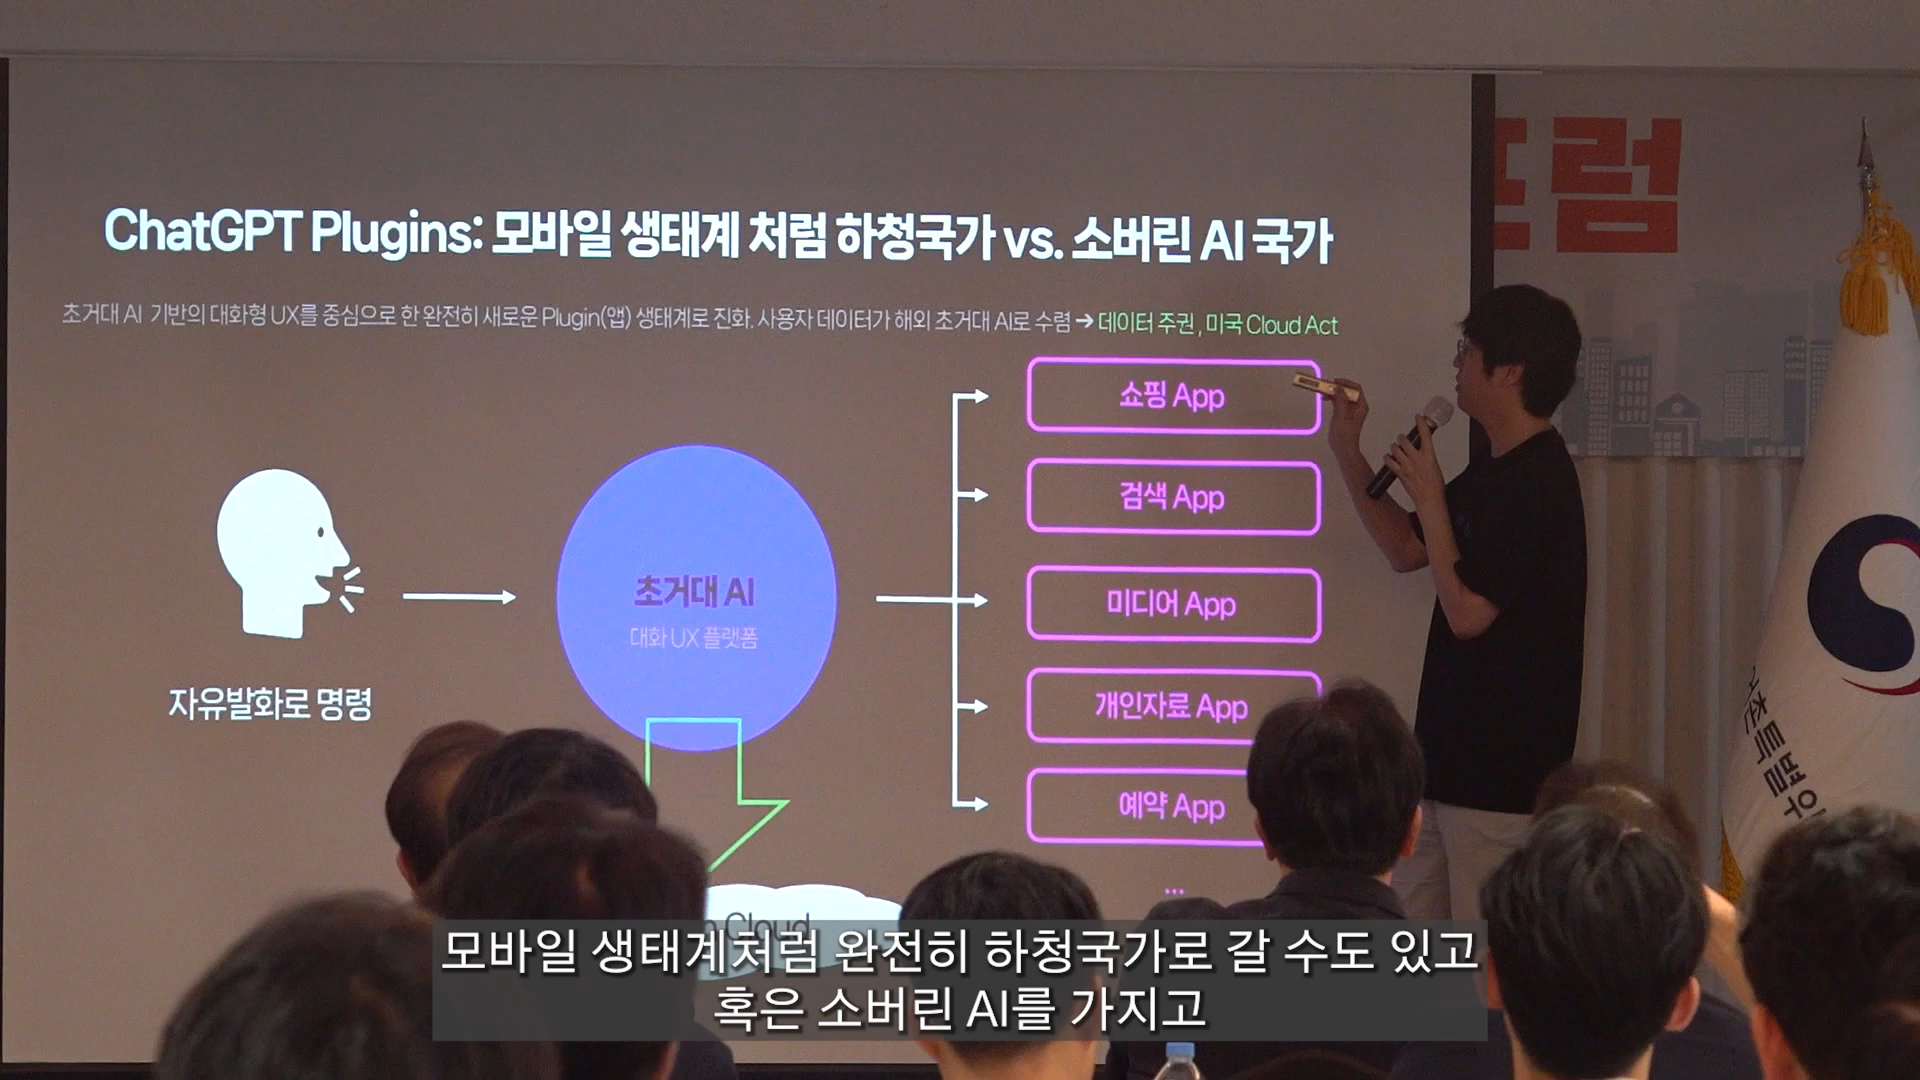 럼
ChatGPT Plugins: 모바일 생태계 처럼 하청국가 vs. 소버린 AI 국가
초거대 AI 기반의 대화형 UX를 중심으로 한 완전히 새로운 Plugin(앱) 생태계로 진화. 사용자 데이터가 해외 초거대 AI로 수렴 → 데이터 주권, 미국 Cloud Act
쇼핑 App
검색 App
초거대 AI
대화 UX 플랫폼
미디어 App
자유발화로 명령
개인자료 App
예약 App
...
Cloud
특별위
모바일 생태계처럼 완전히 하청국가로 갈 수도 있고
혹은 소버린 AI를 가지고